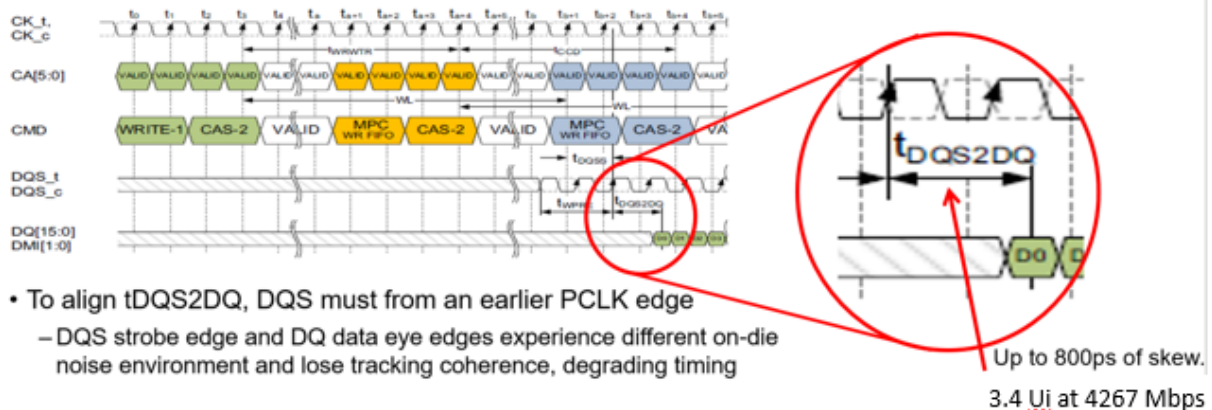 t0 t1 t2 t3 t4 ta ta+1 ta+2 ta+3 ta+4 ta+5 tb tb+1 tb+2 tb+3 tb+4 tb+5
CK_t,
CK_c
tWRWTR tCCD
CA[5:0] VALID VALID VALID VALID VALID VALID VALID VALID VALID VALID VALID VALID VALID VALID VALID VALID VALID
WL WL
CMD WRITE-1 CAS-2 VALID MPC WR FIFO CAS-2 VALID MPC WR FIFO CAS-2 VA
tDQSS
DQS_t
DQS_c
tWPRE tDQS2DQ
DQ[15:0]
DMI[1:0]
D0 D1 D2 D3
tDQS2DQ
D0 D
• To align tDQS2DQ, DQS must from an earlier PCLK edge
– DQS strobe edge and DQ data eye edges experience different on-die
noise environment and lose tracking coherence, degrading timing
Up to 800ps of skew.
3.4 Ui at 4267 Mbps